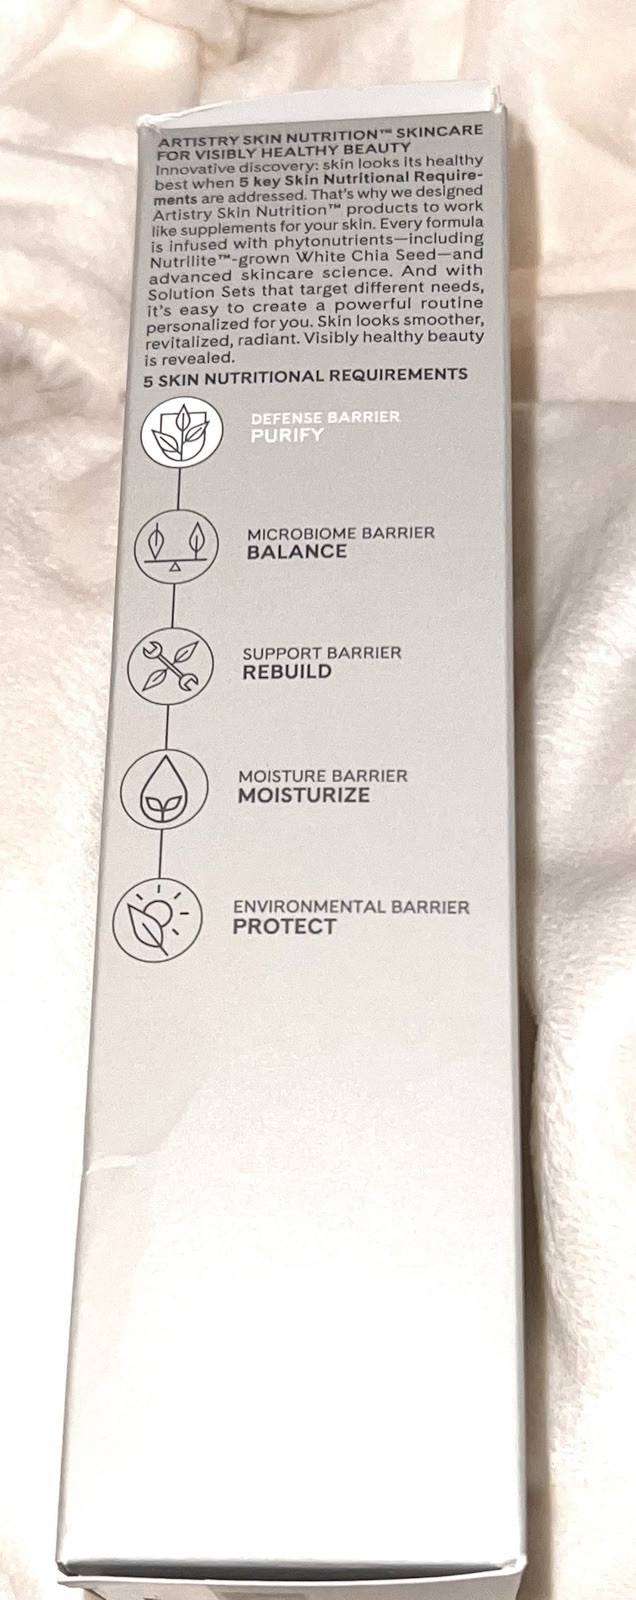 ARTISTRY SKIN NUTRITION™ SKINCARE
FOR VISIBLY HEALTHY BEAUTY
Innovative discovery: skin looks its healthy
best when 5 key Skin Nutritional Require-
ments are addressed. That's why we designed
Artistry Skin Nutrition™ products to work
like supplements for your skin. Every formula
is infused with phytonutrients—including
Nutrilite™-grown White Chia Seed—and
advanced skincare science. And with
Solution Sets that target different needs,
it's easy to create a powerful routine
personalized for you. Skin looks smoother,
revitalized, radiant. Visibly healthy beauty
is revealed.
5 SKIN NUTRITIONAL REQUIREMENTS
DEFENSE BARRIER
PURIFY
MICROBIOME BARRIER
BALANCE
SUPPORT BARRIER
REBUILD
MOISTURE BARRIER
MOISTURIZE
ENVIRONMENTAL BARRIER
PROTECT